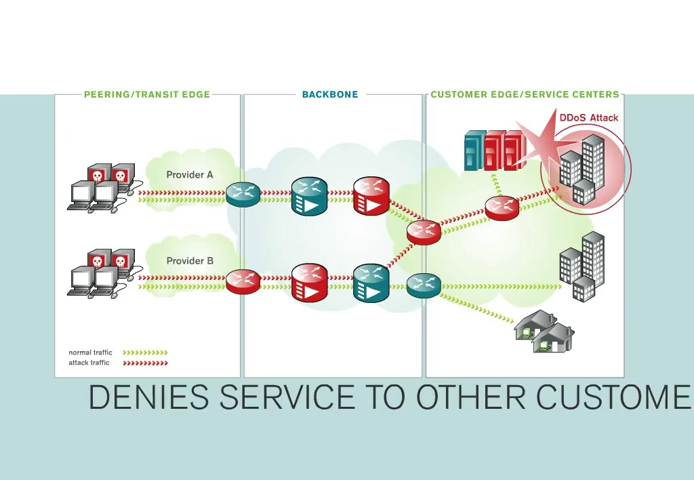 PEERING/TRANSIT EDGE
BACKBONE
CUSTOMER EDGE/SERVICE CENTERS
DDoS Attack
Provider A
Provider B
normal traffic
attack traffic
DENIES SERVICE TO OTHER CUSTOME